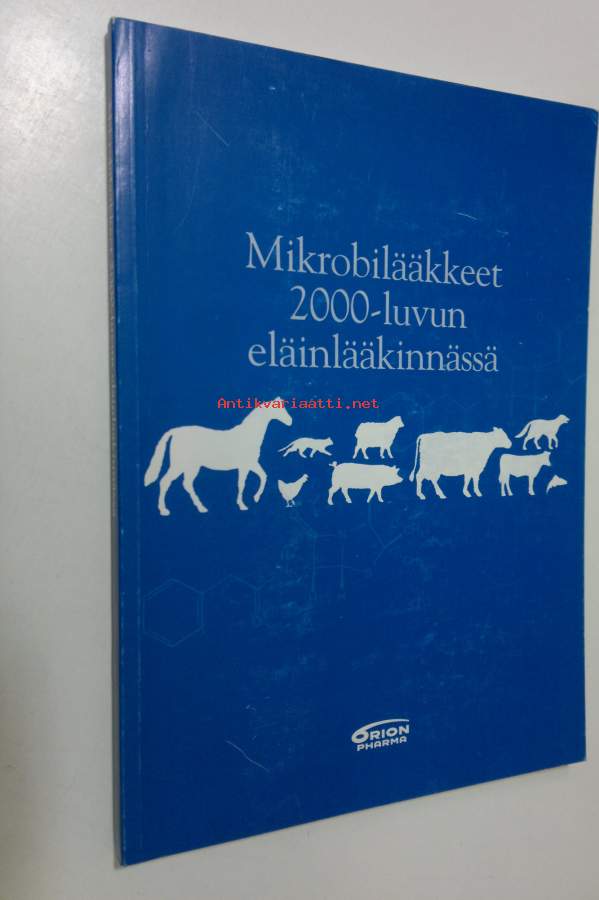 Mikrobilääkkeet
2000-luvun
eläinlääkinnässä
Antikvariaatti.net
ORION
PHARMA